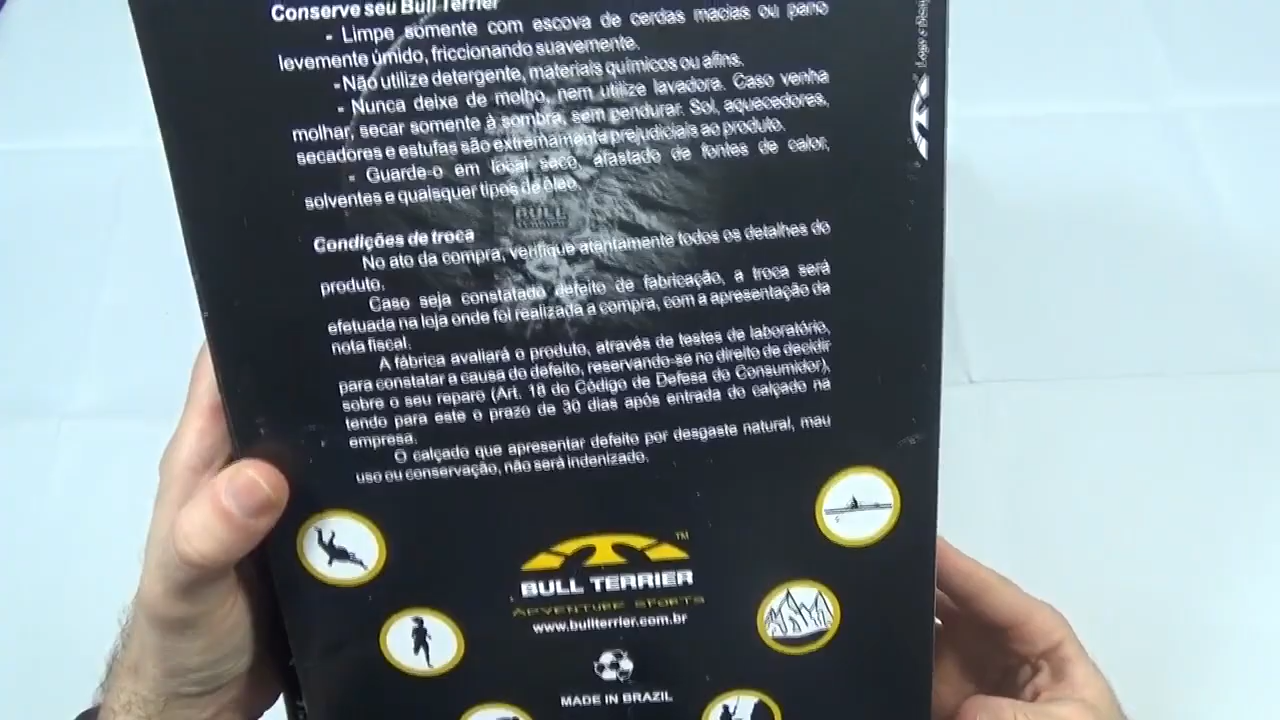 Conserve seu Bull Terrier
- Limpe somente com escova de cerdas macias ou pano
levemente úmido, friccionando suavemente.
- Não utilize detergente, materiais químicos ou afins.
- Nunca deixe de molho, nem utilize lavadora. Caso venha
molhar, secar somente à sombra, sem pendurar. Sol, aquecedores,
secadores e estufas são extremamente prejudiciais ao produto.
- Guarde-o em local seco, afastado de fontes de calor,
solventes e quaisquer tipos de óleo.
BULL
TERRIER
Condições de troca
No ato da compra, verifique atentamente todos os detalhes do
produto.
Caso seja constatado defeito de fabricação, a troca será
efetuada na loja onde foi realizada a compra, com a apresentação da
nota fiscal.
A fábrica avaliará o produto, através de testes de laboratório,
para constatar a causa do defeito, reservando-se no direito de decidir
sobre o seu reparo (Art. 18 do Código de Defesa do Consumidor),
tendo para este o prazo de 30 dias após entrada do calçado na
empresa.
O calçado que apresentar defeito por desgaste natural, mau
uso ou conservação, não será indenizado.
TM
BULL TERRIER
ADVENTURE SPORTS
www.bullterrier.com.br
MADE IN BRAZIL
Logo e